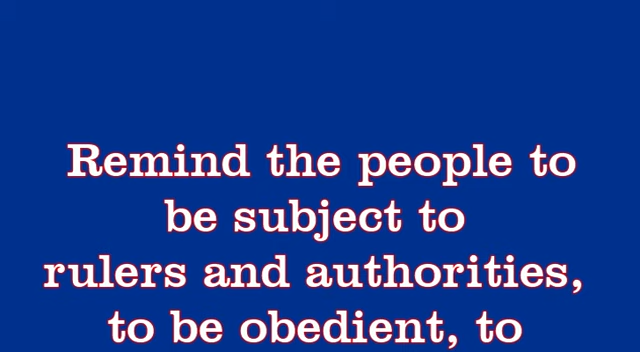 Remind the people to
be subject to
rulers and authorities,
to be obedient, to